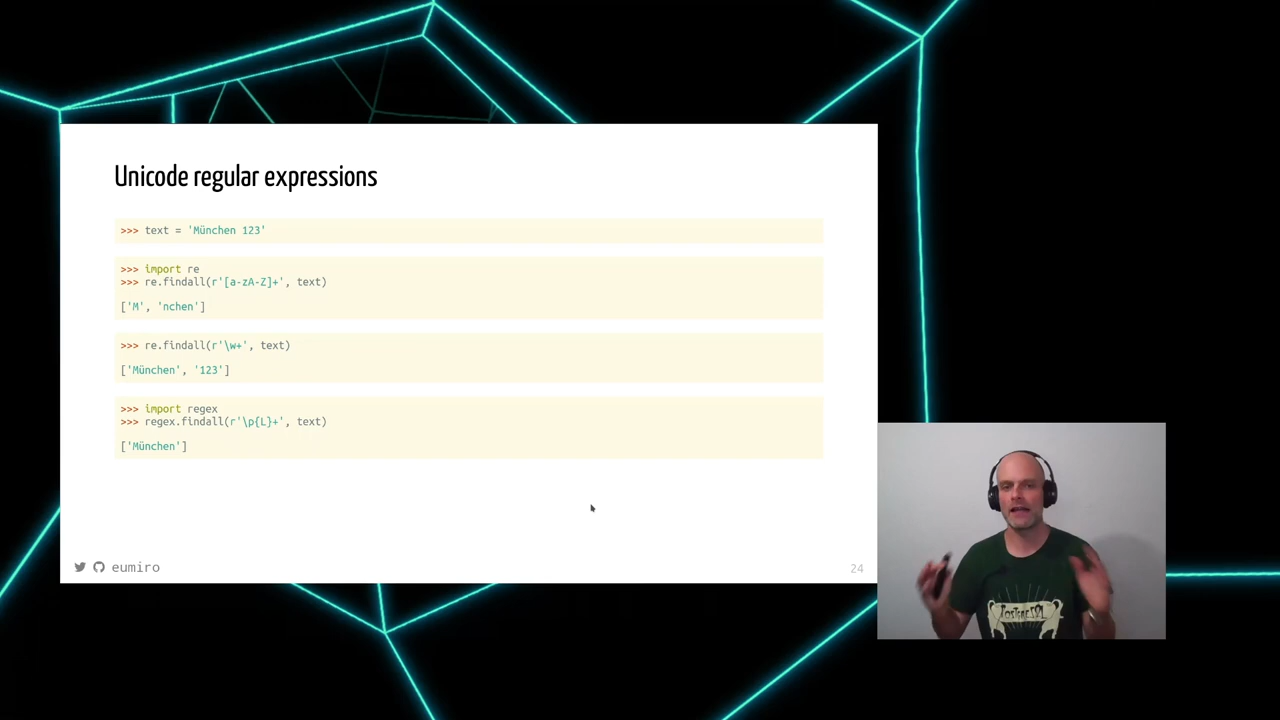 Unicode regular expressions
>>> text = 'München 123'
>>> import re
>>> re.findall(r'[a-zA-Z]+', text)
['M', 'nchen']
>>> re.findall(r'\w+', text)
['München', '123']
>>> import regex
>>> regex.findall(r'\p{L}+', text)
['München']
eumiro
24
PostgreSQL